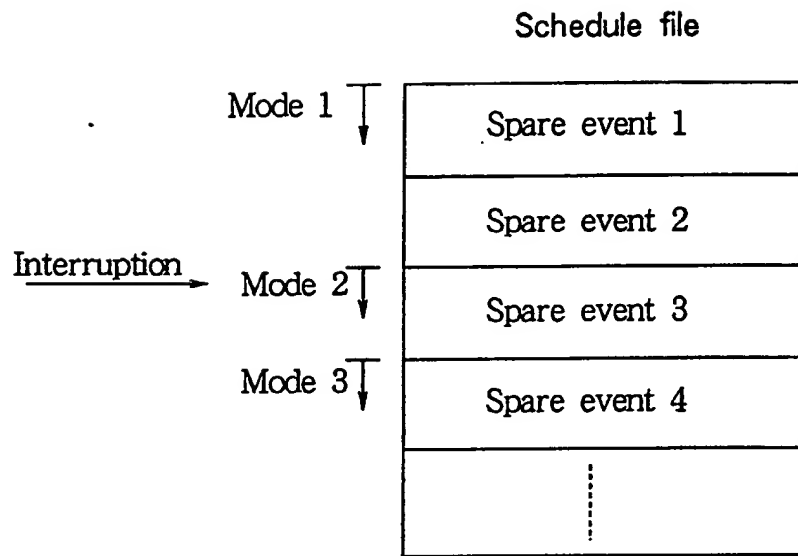 Schedule file
Mode 1
Spare event 1
Spare event 2
Interruption
Mode 2
Spare event 3
Mode 3
Spare event 4